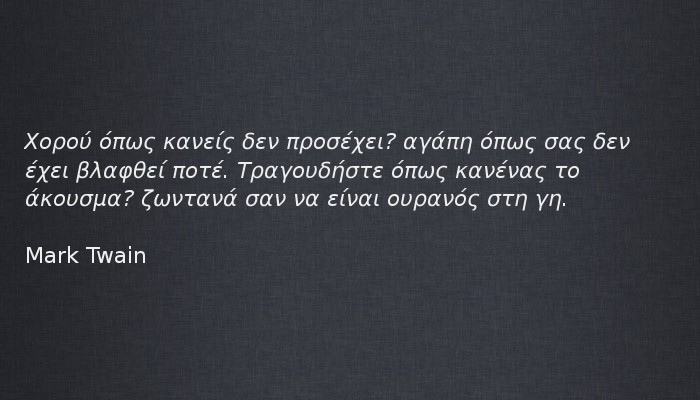 Χορού όπως κανείς δεν προσέχει? αγάπη όπως σας δεν
έχει βλαφθεί ποτέ. Τραγουδήστε όπως κανένας το
άκουσμα? ζωντανά σαν να είναι ουρανός στη γη.
Mark Twain